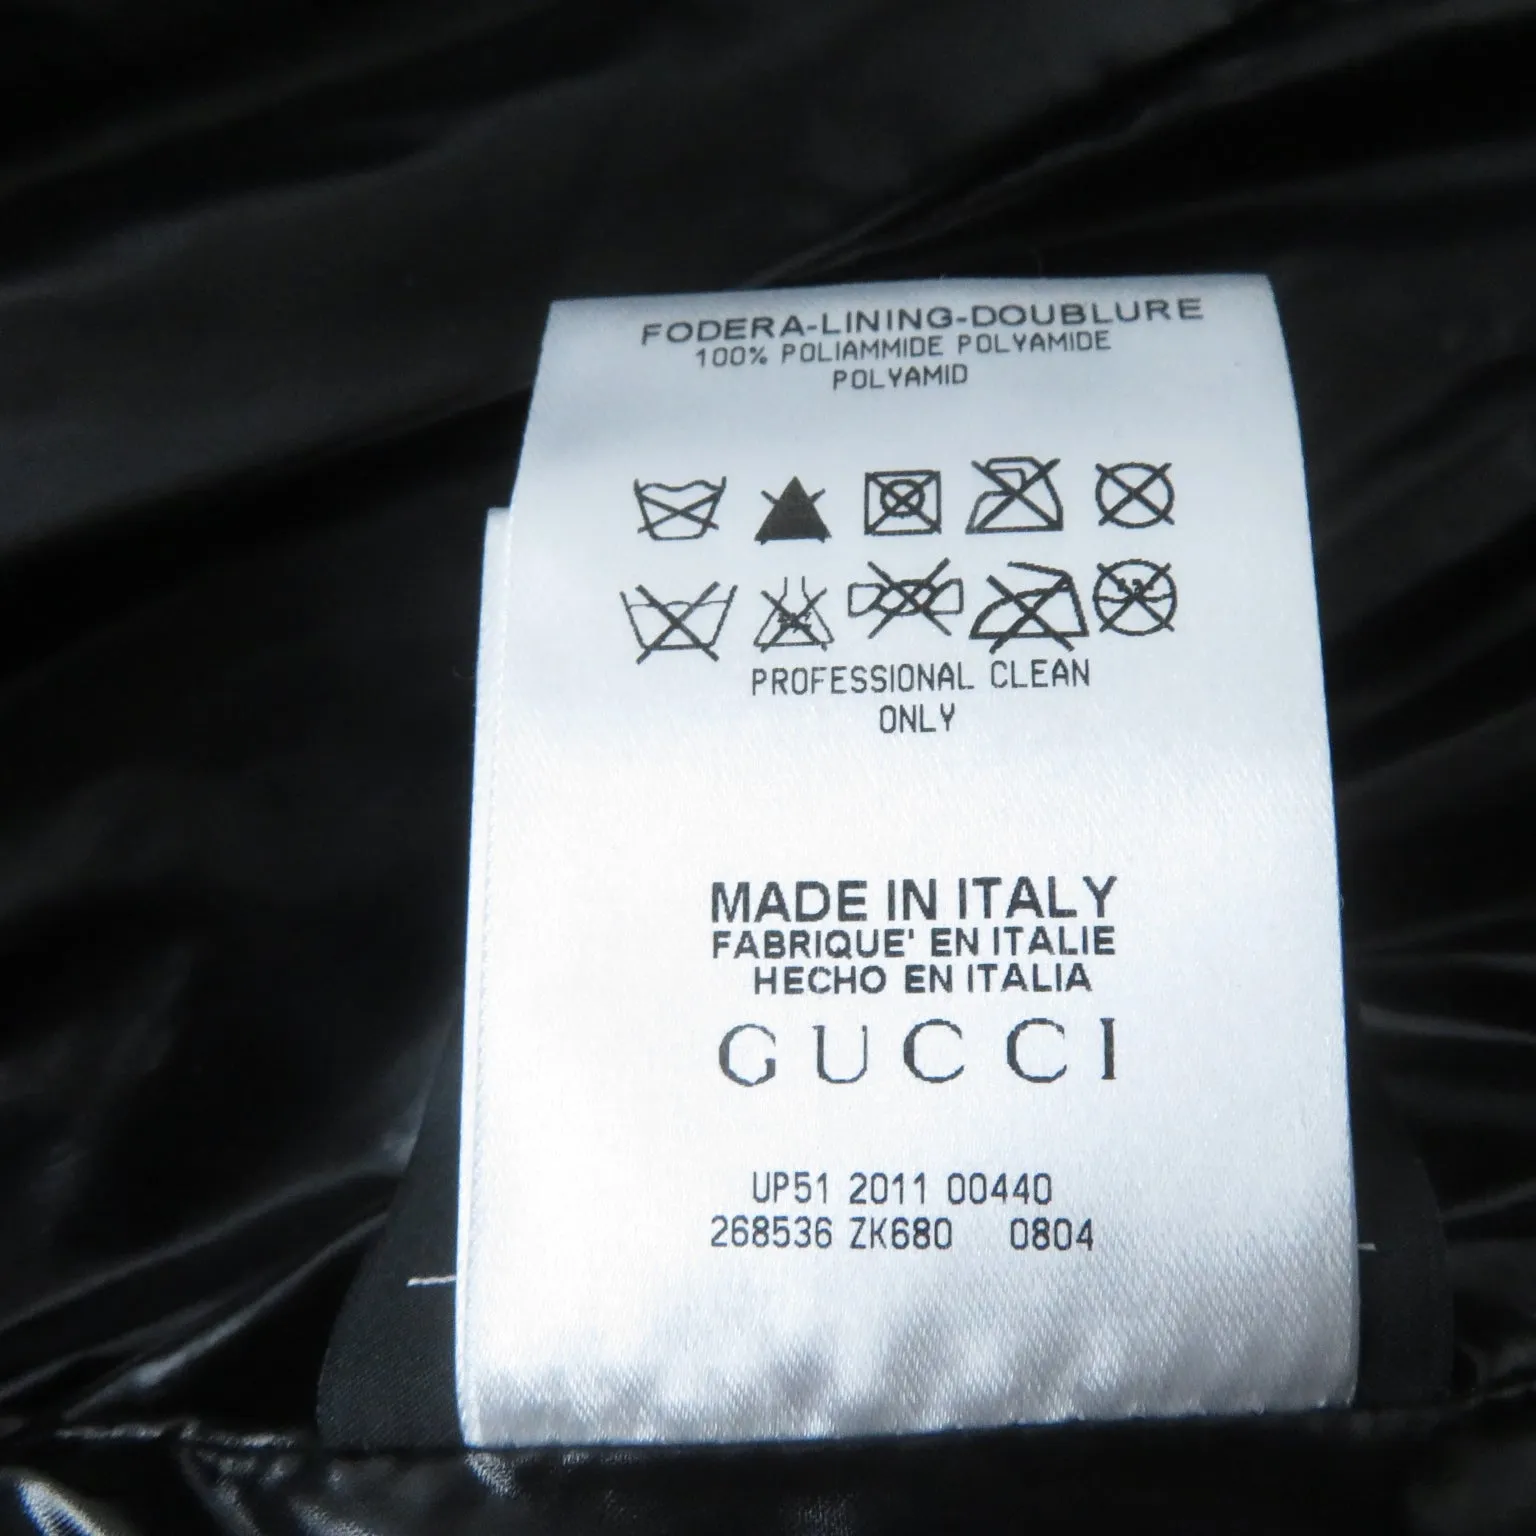 FODERA-LINING-DOUBLURE
100% POLIAMMIDE POLYAMIDE
POLYAMID
PROFESSIONAL CLEAN
ONLY
MADE IN ITALY
FABRIQUE' EN ITALIE
HECHO EN ITALIA
GUCCI
UP51 2011 00440
268536 ZK680 0804